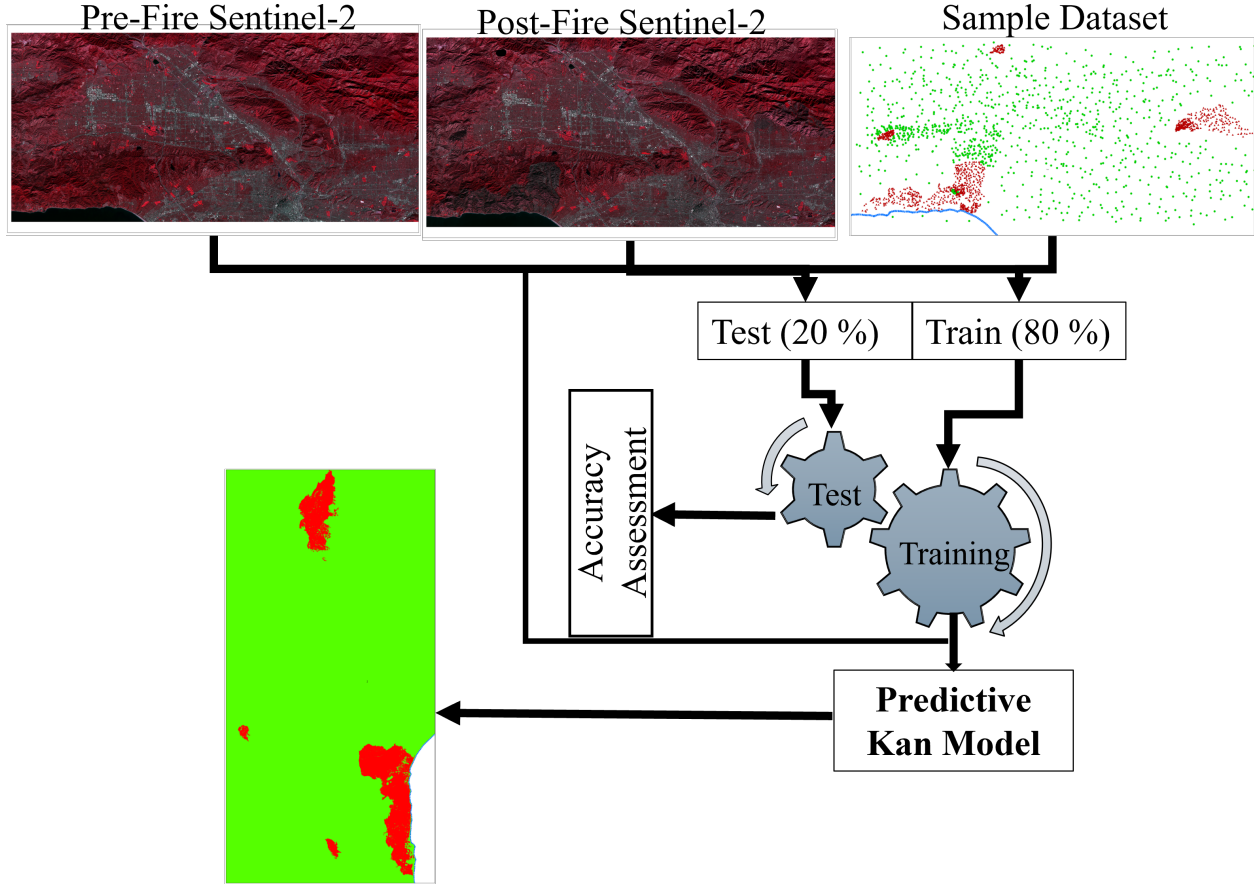 Pre-Fire Sentinel-2
Post-Fire Sentinel-2
Sample Dataset
Test (20 %)
Train (80 %)
Accuracy
Assessment
Test
Training
Predictive
Kan Model